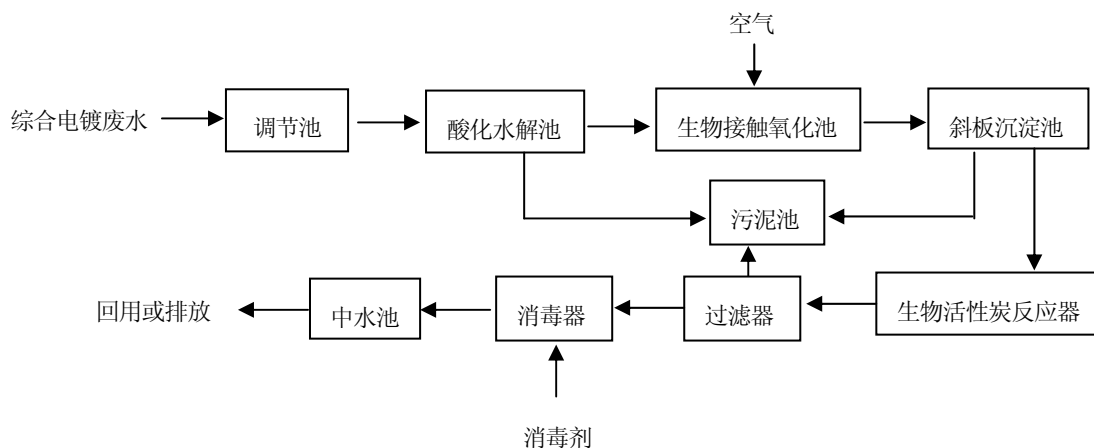 空气
综合电镀废水
调节池
酸化水解池
生物接触氧化池
斜板沉淀池
污泥池
回用或排放
中水池
消毒器
过滤器
生物活性炭反应器
消毒剂